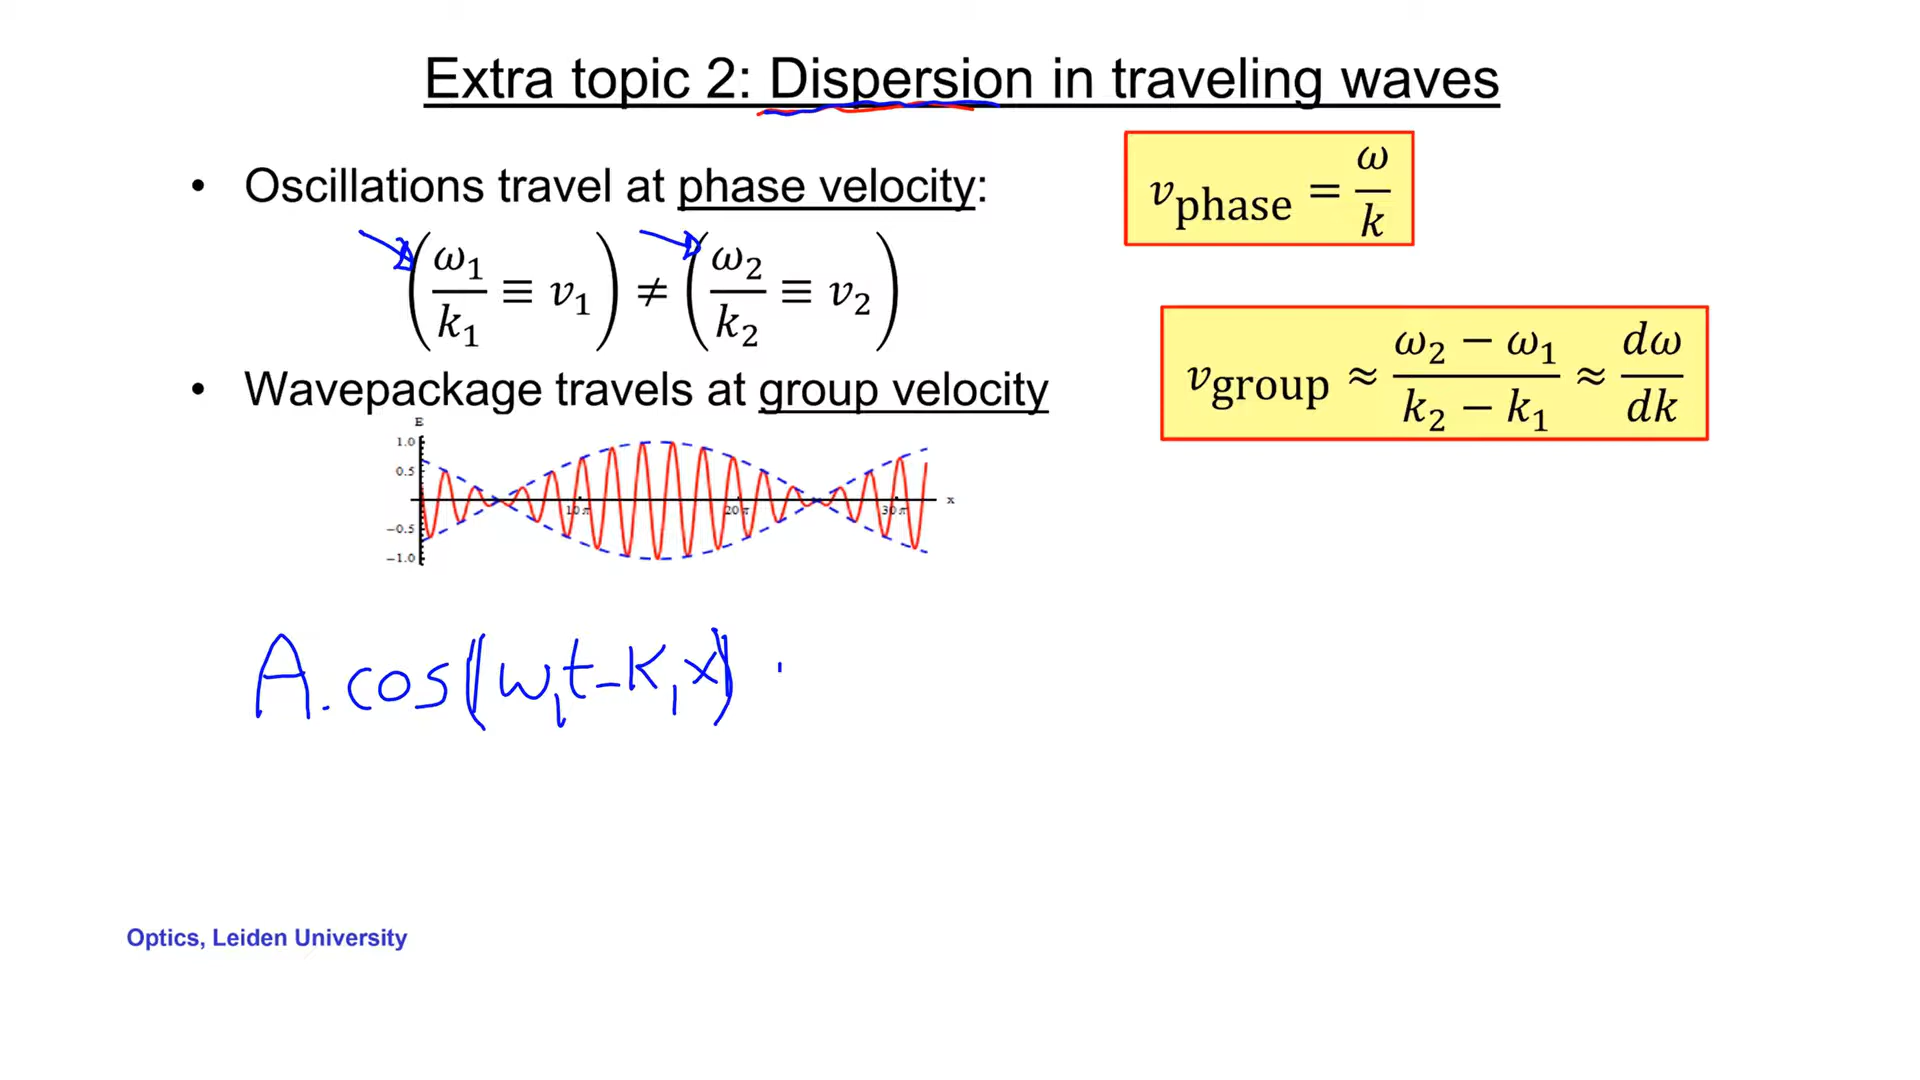 Extra topic 2: Dispersion in traveling waves
• Oscillations travel at phase velocity:
v_phase = ω/k
(ω₁/k₁ ≡ v₁) ≠ (ω₂/k₂ ≡ v₂)
v_group ≈ (ω₂ − ω₁)/(k₂ − k₁) ≈ dω/dk
• Wavepackage travels at group velocity
E
1.0
0.5
x
10π 20π 30π
−0.5
−1.0
A.cos(ω₁t−k₁x)
Optics, Leiden University